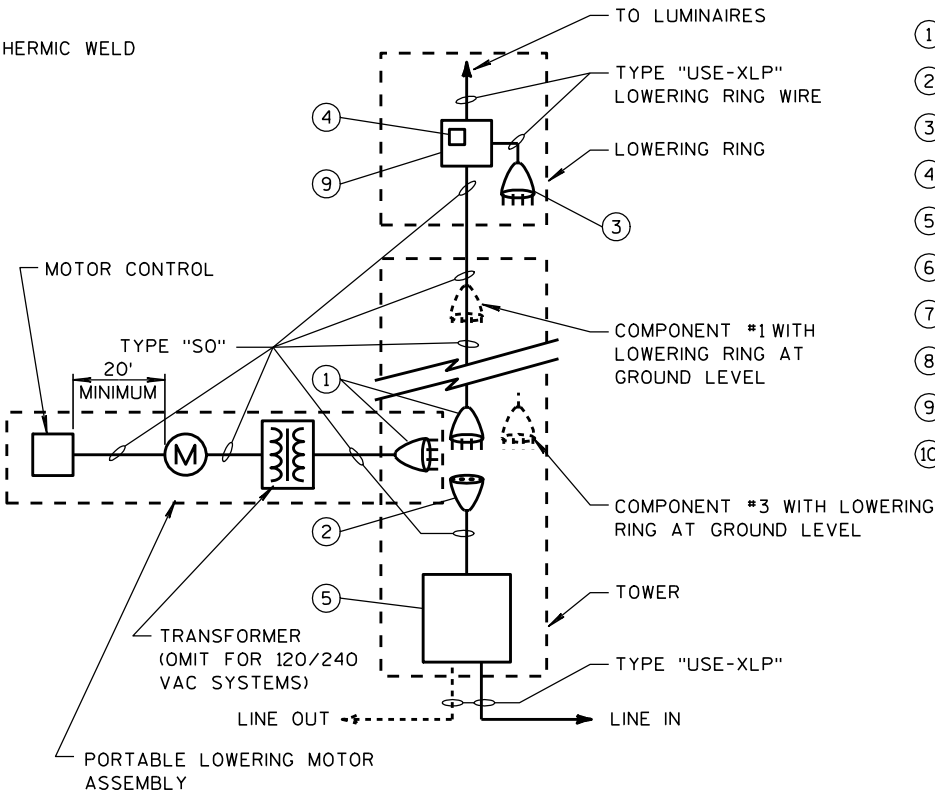 TO LUMINAIRES
HERMIC WELD
TYPE "USE-XLP"
LOWERING RING WIRE
LOWERING RING
4
9
3
1
2
3
4
5
6
7
8
9
10
MOTOR CONTROL
TYPE "SO"
20'
MINIMUM
1
COMPONENT #1 WITH
LOWERING RING AT
GROUND LEVEL
M
2
COMPONENT #3 WITH LOWERING
RING AT GROUND LEVEL
5
TOWER
TRANSFORMER
(OMIT FOR 120/240
VAC SYSTEMS)
TYPE "USE-XLP"
LINE OUT
LINE IN
PORTABLE LOWERING MOTOR
ASSEMBLY